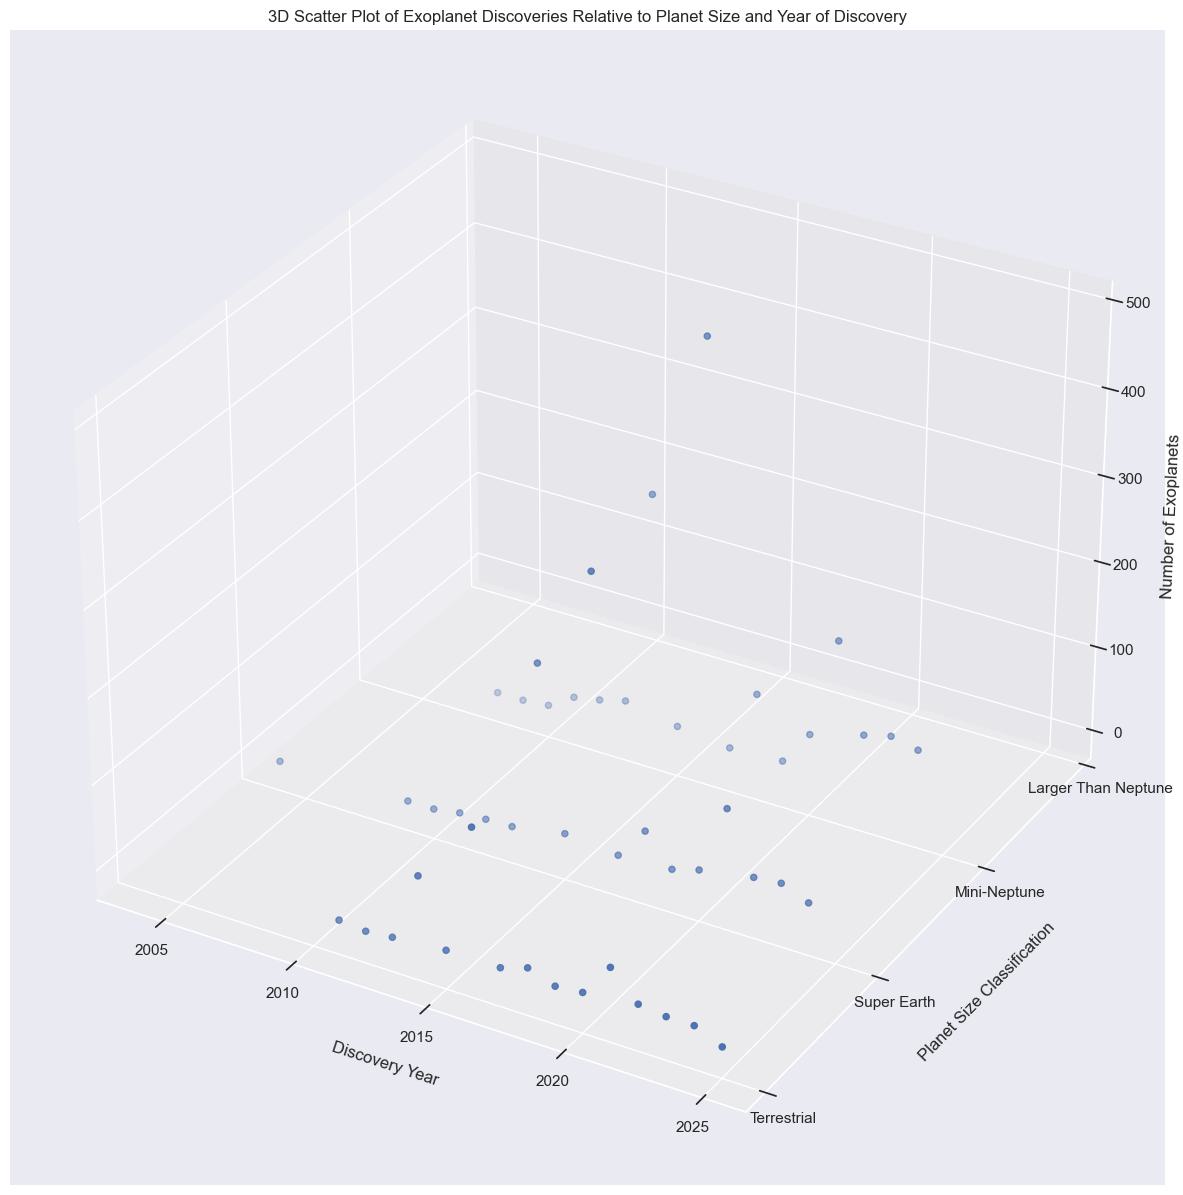 3D Scatter Plot of Exoplanet Discoveries Relative to Planet Size and Year of Discovery
500
400
300
200
100
0
Number of Exoplanets
Larger Than Neptune
Mini-Neptune
Super Earth
Terrestrial
Planet Size Classification
2005
2010
2015
2020
2025
Discovery Year